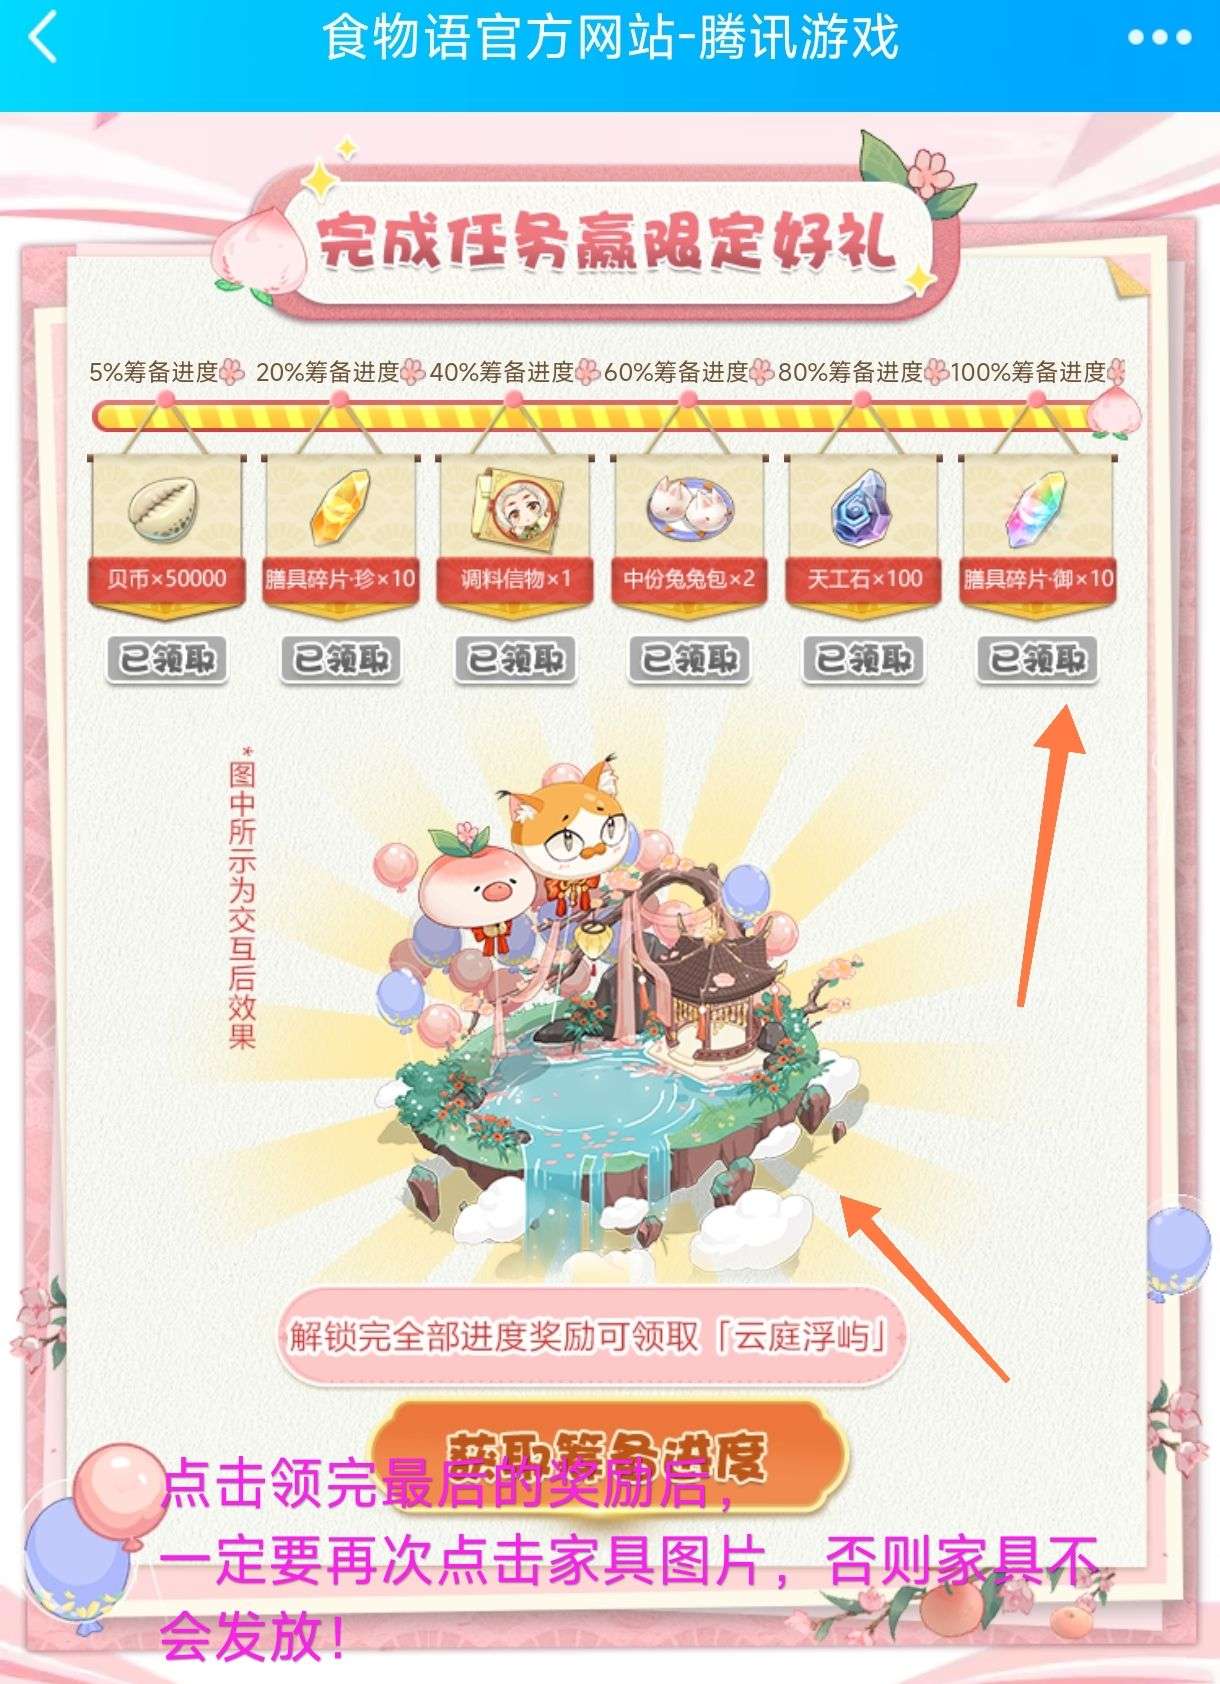 食物语官方网站-腾讯游戏
完成任务赢限定好礼
5%筹备进度 20%筹备进度 40%筹备进度 60%筹备进度 80%筹备进度 100%筹备进度
贝币×50000 膳具碎片·珍×10 调料信物×1 中份兔兔包×2 天工石×100 膳具碎片·御×10
已领取 已领取 已领取 已领取 已领取 已领取
*图中所示为交互后效果
解锁完全部进度奖励可领取「云庭浮屿」
获取筹备进度
点击领完最后的奖励后，
一定要再次点击家具图片，否则家具不
会发放！